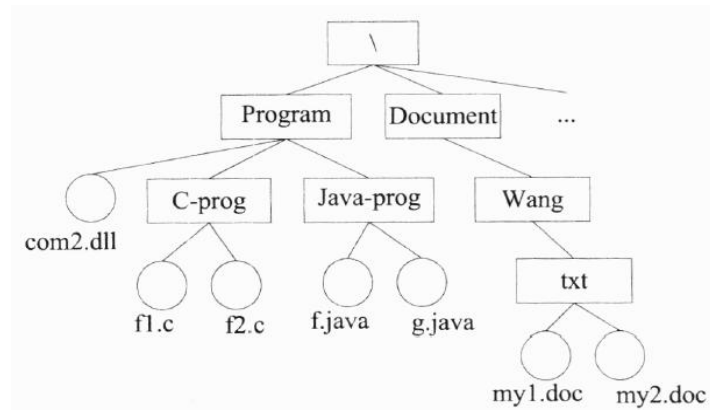 \
Program Document ...
C-prog Java-prog Wang
com2.dll
txt
f1.c f2.c f.java g.java
my1.doc my2.doc